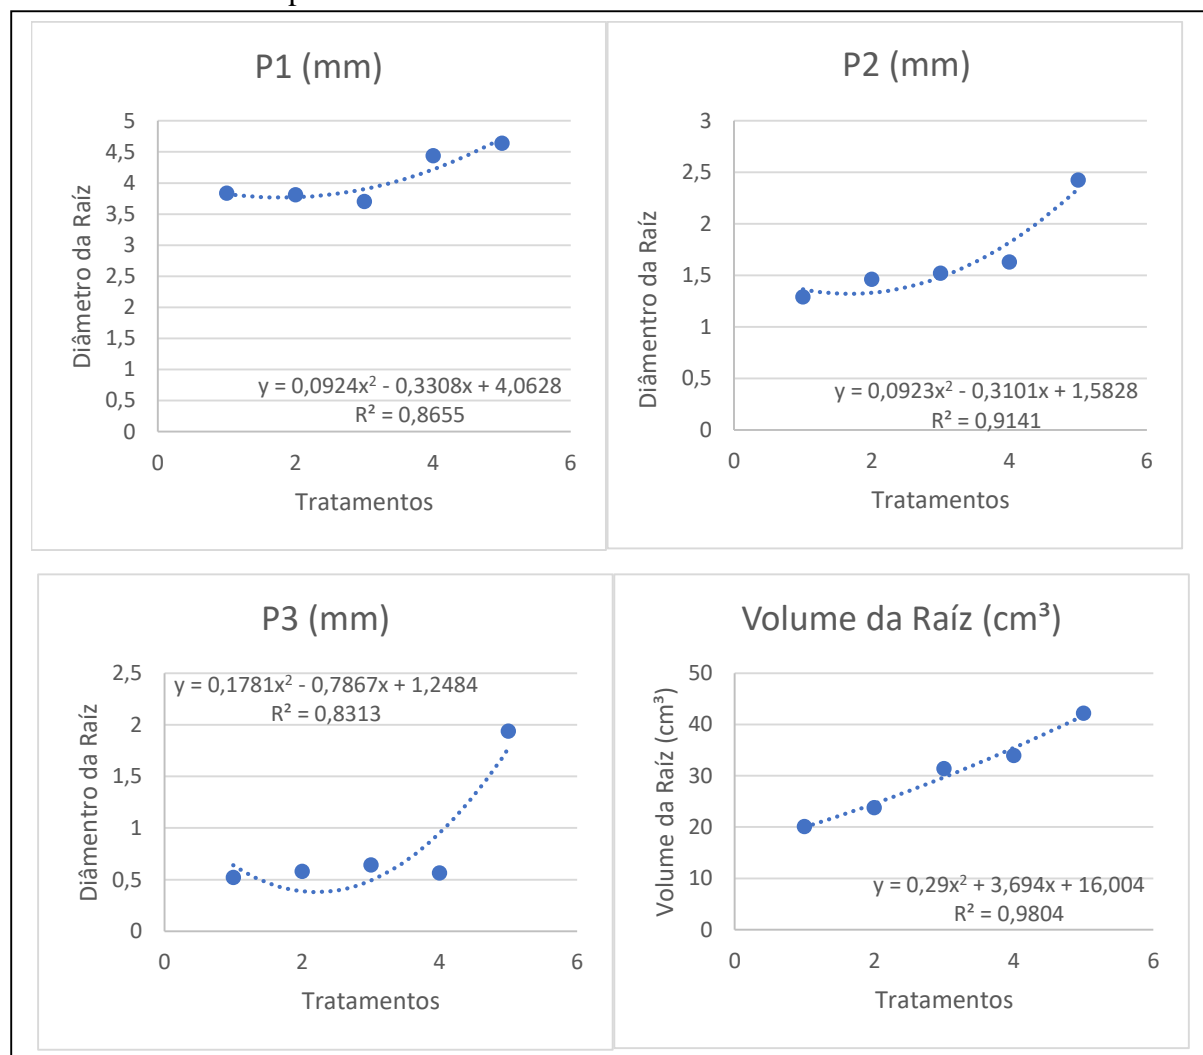 P1 (mm)
Diâmetro da Raíz
5
4,5
4
3,5
3
2,5
2
1,5
1
0,5
0
y = 0,0924x² - 0,3308x + 4,0628
R² = 0,8655
0 2 4 6
Tratamentos
P2 (mm)
Diâmentro da Raíz
3
2,5
2
1,5
1
0,5
0
y = 0,0923x² - 0,3101x + 1,5828
R² = 0,9141
0 2 4 6
Tratamentos
P3 (mm)
Diâmentro da Raíz
2,5
2
1,5
1
0,5
0
y = 0,1781x² - 0,7867x + 1,2484
R² = 0,8313
0 2 4 6
Tratamentos
Volume da Raíz (cm³)
Volume da Raíz (cm³)
50
40
30
20
10
0
y = 0,29x² + 3,694x + 16,004
R² = 0,9804
0 2 4 6
Tratamentos